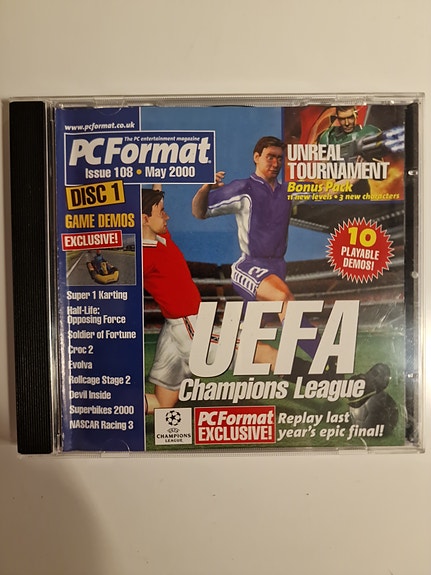 www.pcformat.co.uk
The PC entertainment magazine
PCFormat
Issue 108 • May 2000
DISC 1
GAME DEMOS
EXCLUSIVE!
Super 1 Karting
Half-Life:
Opposing Force
Soldier of Fortune
Croc 2
Evolva
Rollcage Stage 2
Devil Inside
Superbikes 2000
NASCAR Racing 3
UNREAL
TOURNAMENT
Bonus Pack
11 new levels • 3 new characters
10
PLAYABLE
DEMOS!
UEFA
Champions League
CHAMPIONS
LEAGUE
PCFormat
EXCLUSIVE!
Replay last
year's epic final!